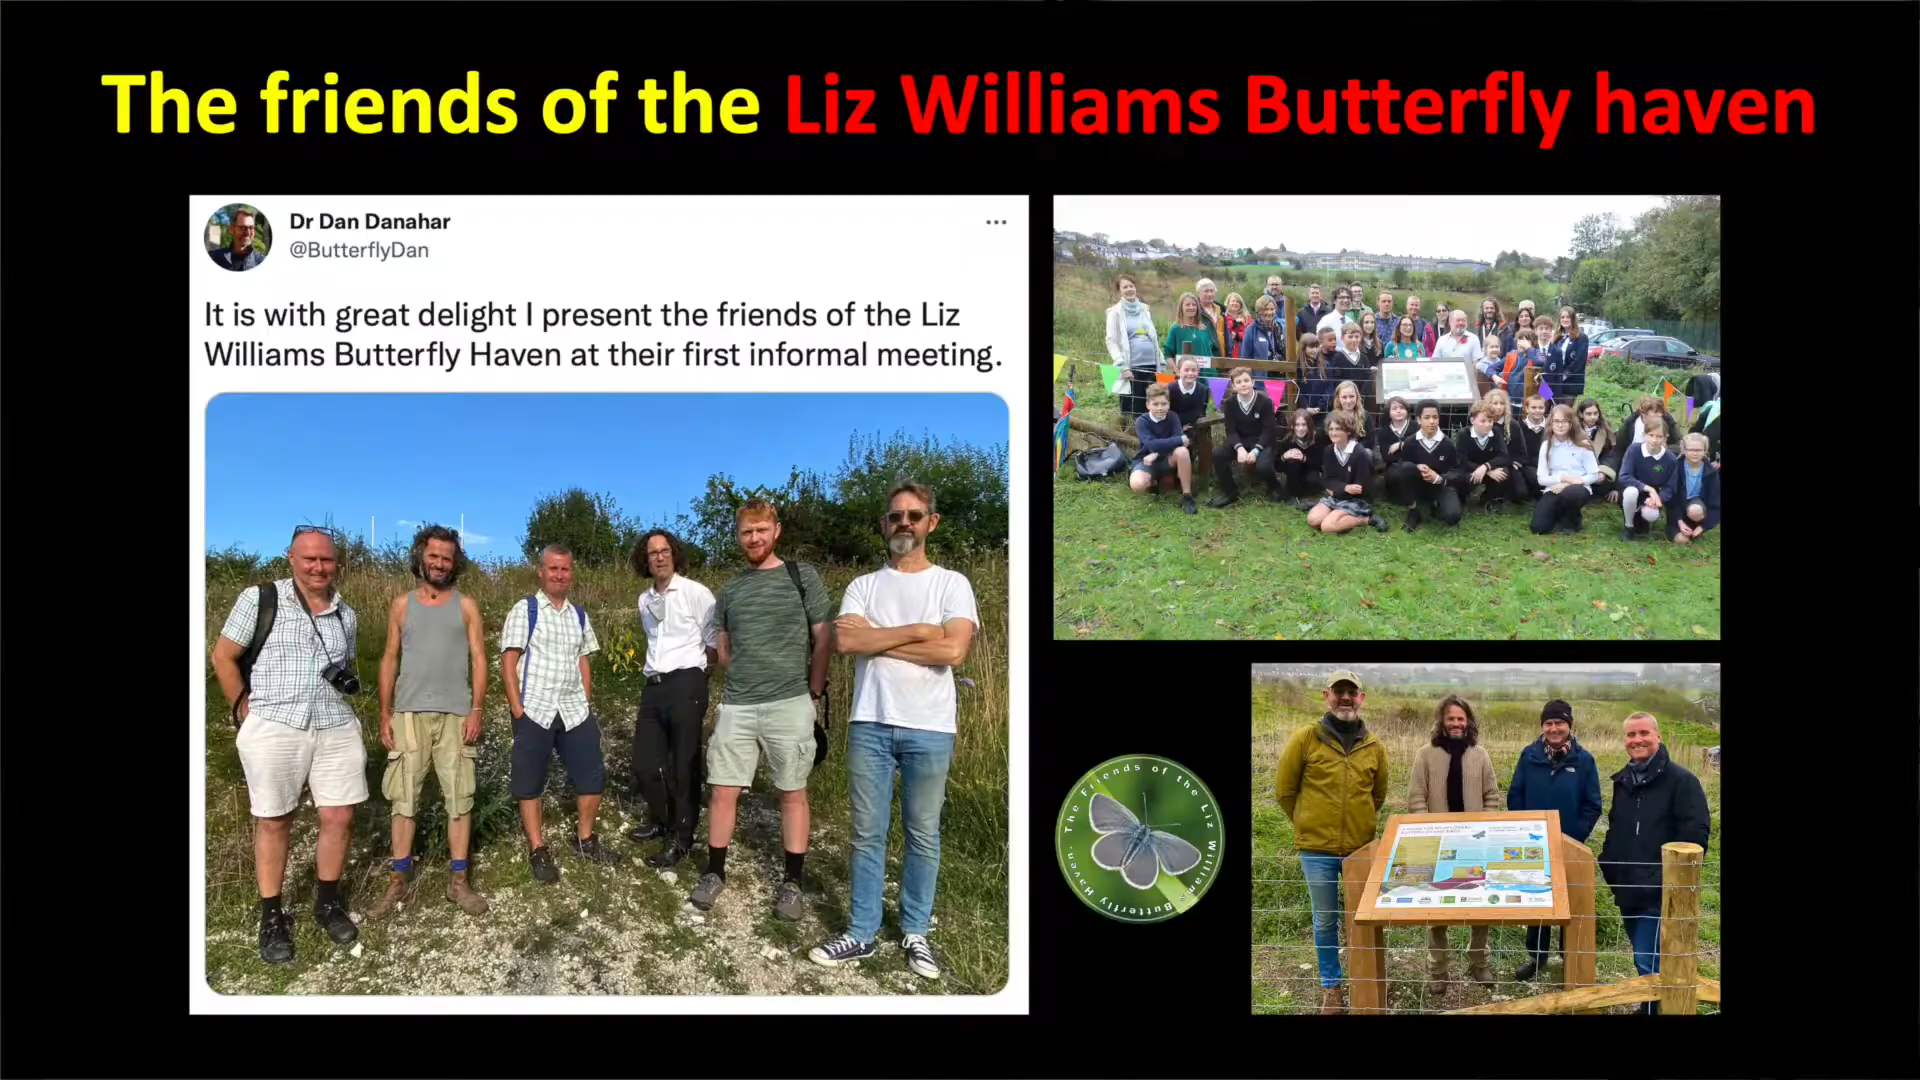 The friends of the Liz Williams Butterfly haven
Dr Dan Danahar
@ButterflyDan
It is with great delight I present the friends of the Liz
Williams Butterfly Haven at their first informal meeting.
The Friends of the Liz Williams Butterfly Haven.